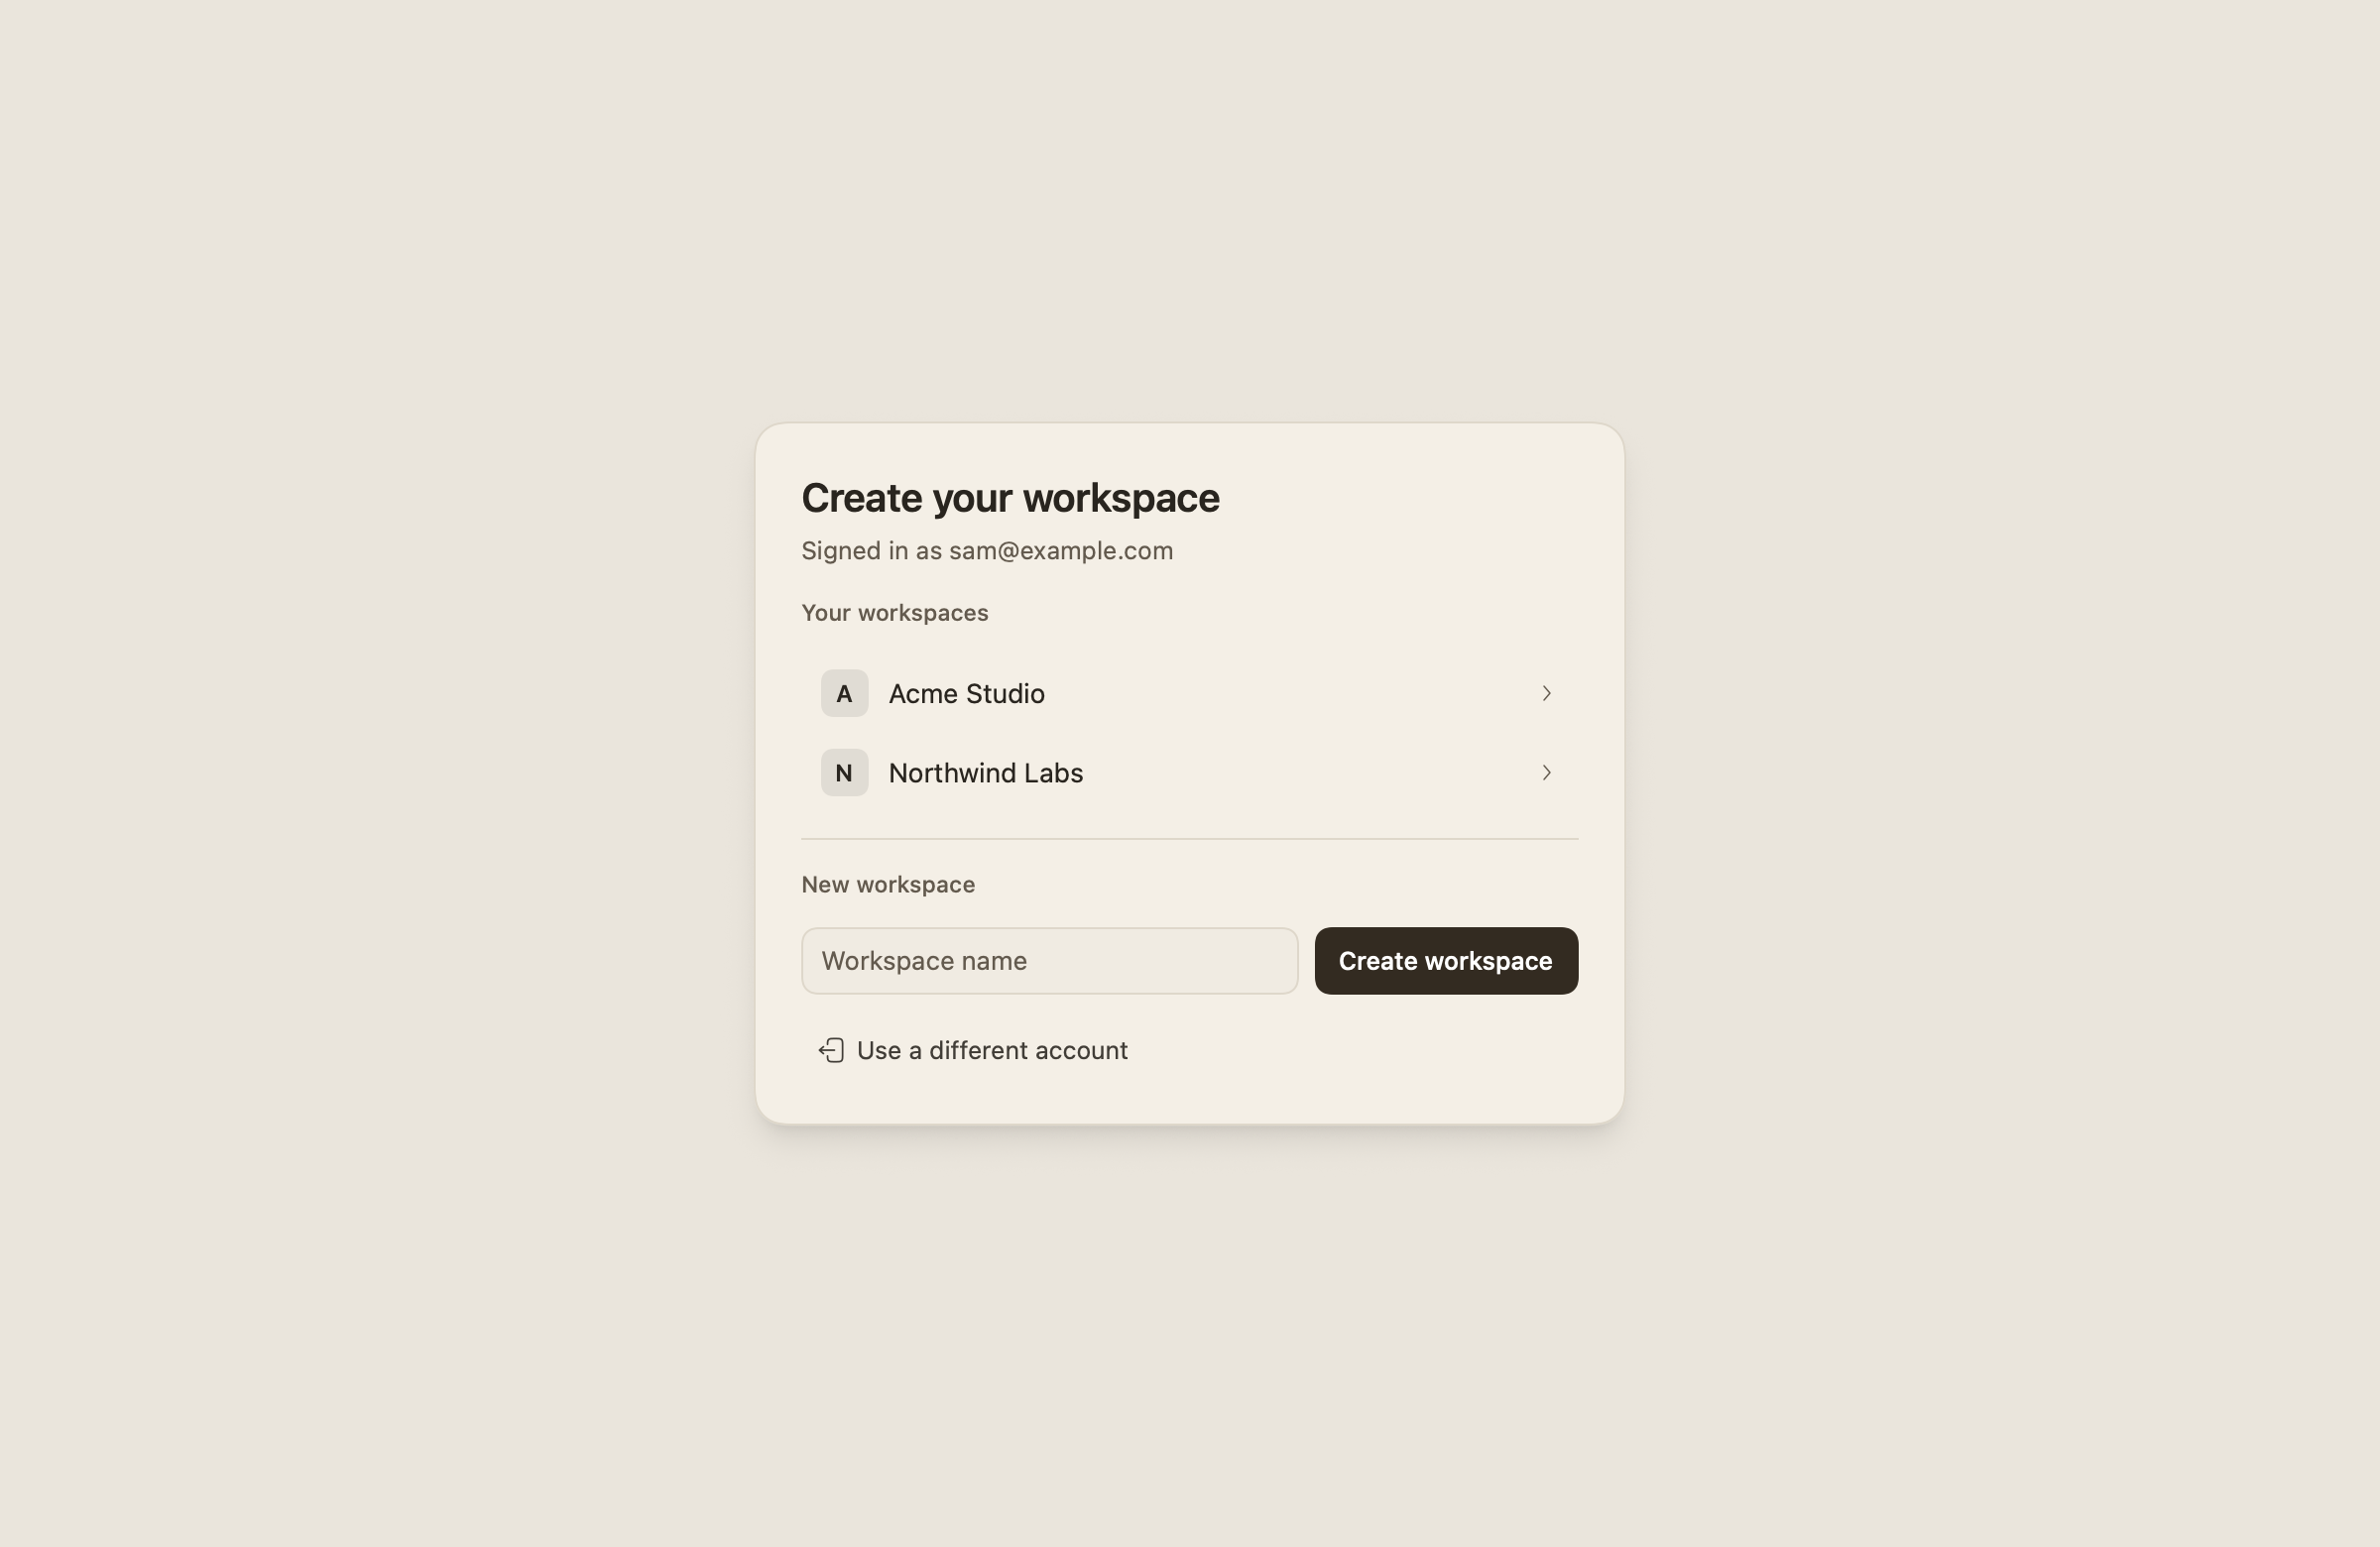 Create your workspace
Signed in as sam@example.com
Your workspaces
A Acme Studio
N Northwind Labs
New workspace
Workspace name Create workspace
Use a different account